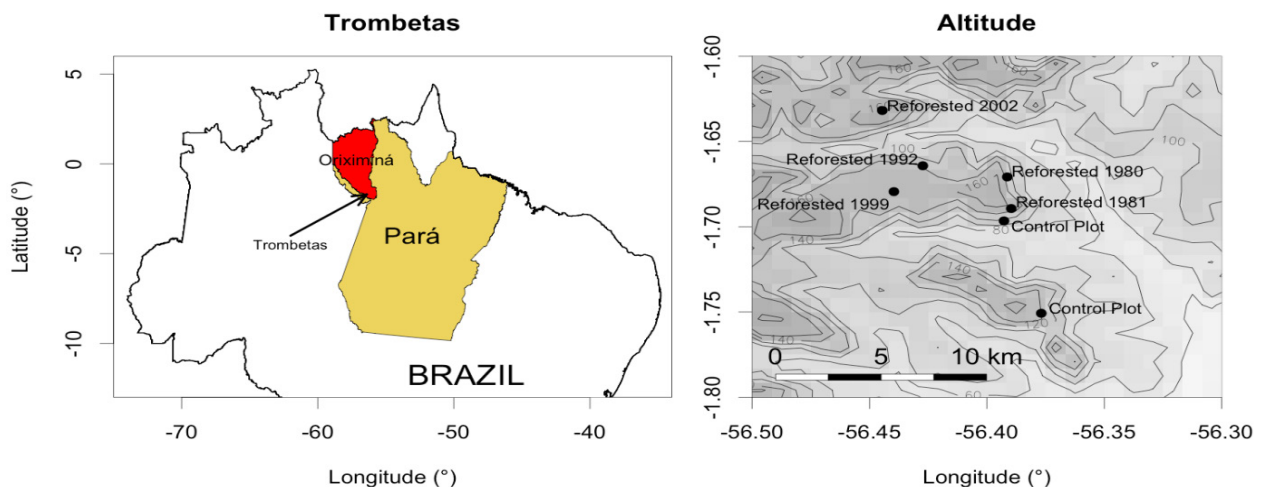 Trombetas
Latitude (°)
5
0
-5
-10
Oriximiná
Trombetas
Pará
BRAZIL
-70
-60
-50
-40
Longitude (°)
Altitude
-1.60
-1.65
-1.70
-1.75
-1.80
160
160
Reforested 2002
100
100
Reforested 1992
160
Reforested 1980
Reforested 1999
Reforested 1981
80
Control Plot
140
140
Control Plot
120
140
60
0
5
10 km
-56.50
-56.45
-56.40
-56.35
-56.30
Longitude (°)